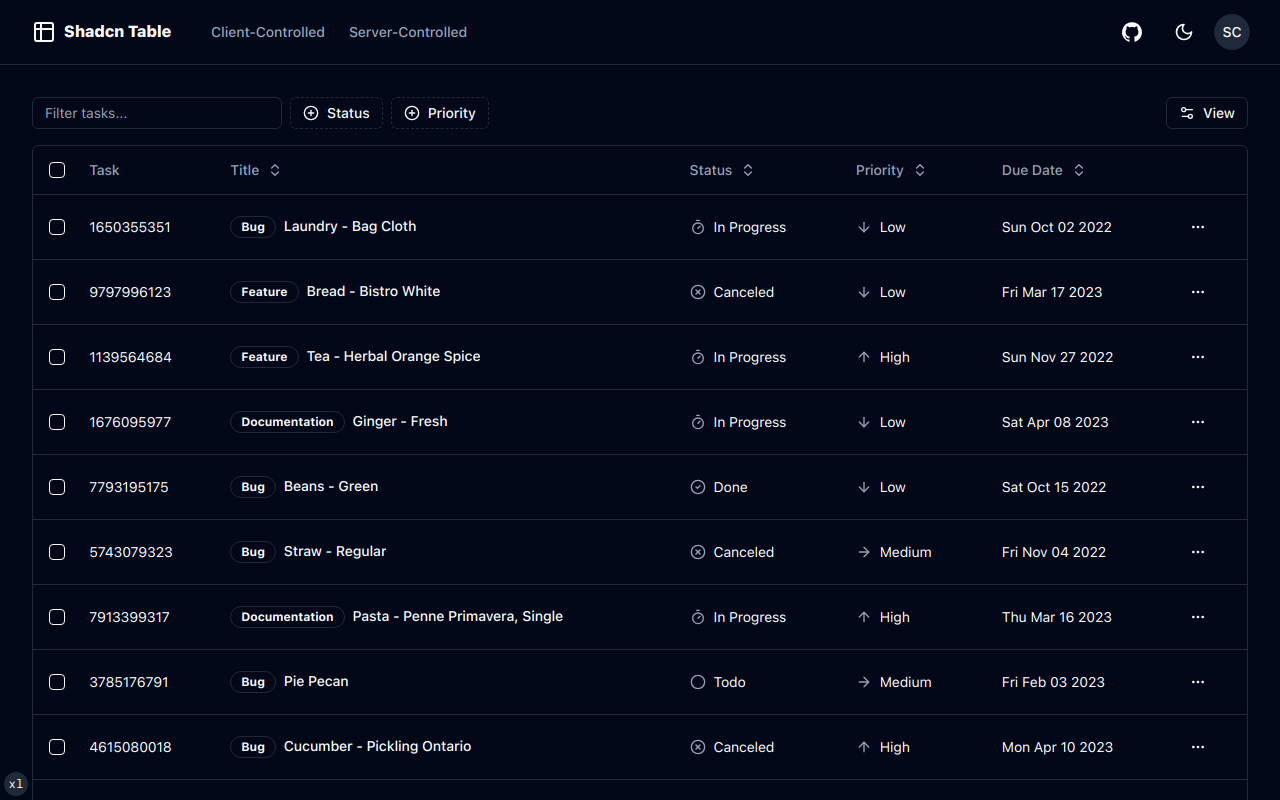 Shadcn Table Client-Controlled Server-Controlled SC
Filter tasks... Status Priority View
Task Title Status Priority Due Date
1650355351 Bug Laundry - Bag Cloth In Progress Low Sun Oct 02 2022
9797996123 Feature Bread - Bistro White Canceled Low Fri Mar 17 2023
1139564684 Feature Tea - Herbal Orange Spice In Progress High Sun Nov 27 2022
1676095977 Documentation Ginger - Fresh In Progress Low Sat Apr 08 2023
7793195175 Bug Beans - Green Done Low Sat Oct 15 2022
5743079323 Bug Straw - Regular Canceled Medium Fri Nov 04 2022
7913399317 Documentation Pasta - Penne Primavera, Single In Progress High Thu Mar 16 2023
3785176791 Bug Pie Pecan Todo Medium Fri Feb 03 2023
4615080018 Bug Cucumber - Pickling Ontario Canceled High Mon Apr 10 2023
xl